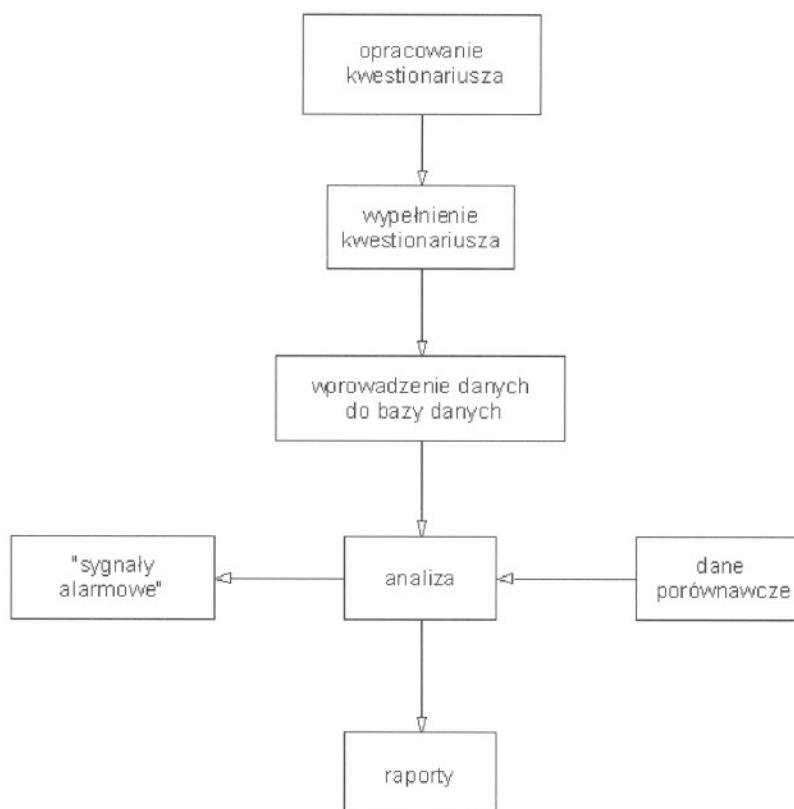 opracowanie
kwestionariusza
wypełnienie
kwestionariusza
wprowadzenie danych
do bazy danych
"sygnały
alarmowe"
analiza
dane
porównawcze
raporty